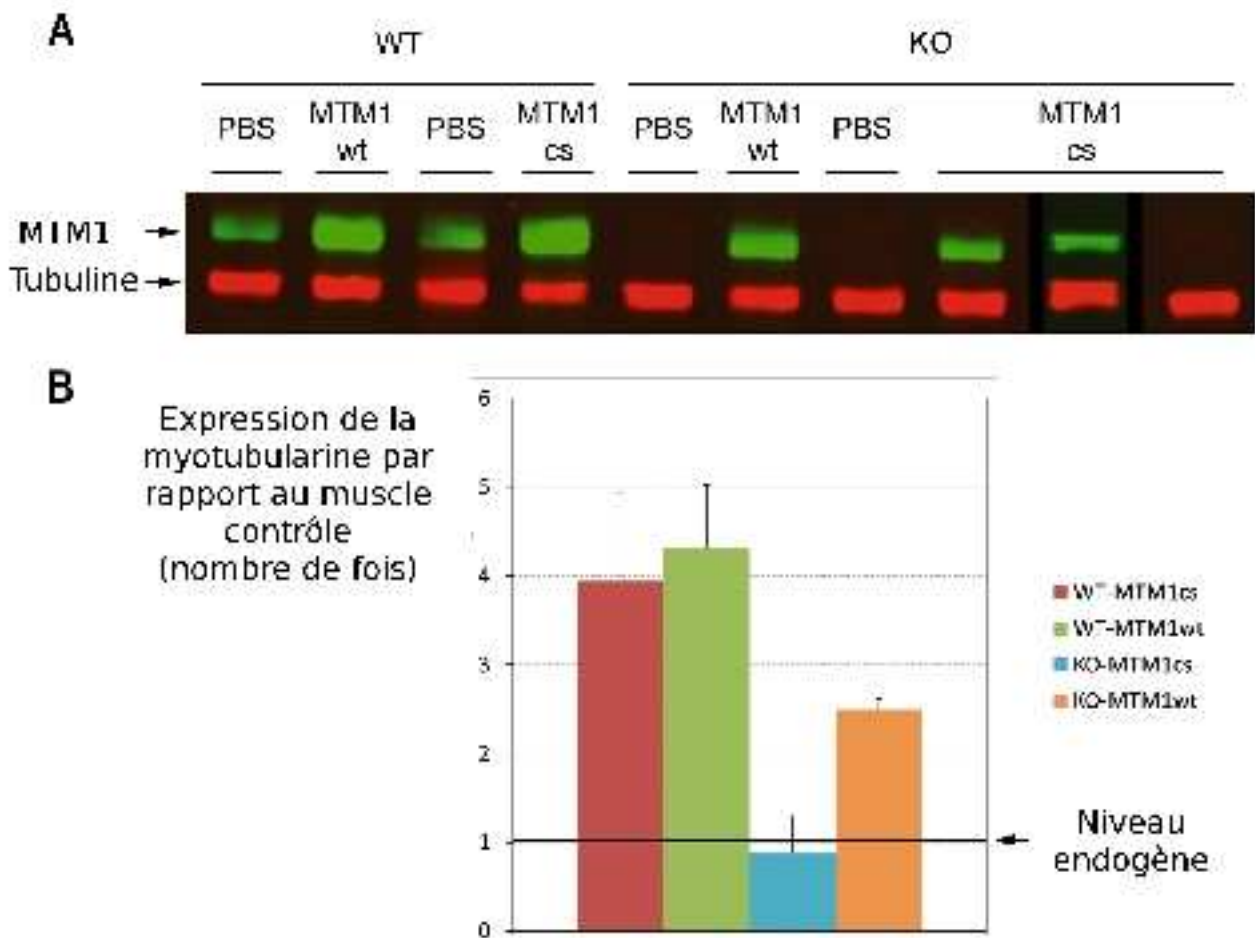 A
WT KO
PBS MTM1 wt PBS MTM1 cs PBS MTM1 wt PBS MTM1 cs
MTM1
Tubuline
B
Expression de la
myotubularine par
rapport au muscle
contrôle
(nombre de fois)
6
5
4
3
2
1
0
WT-MTM1cs
WT-MTM1wt
KO-MTM1cs
KO-MTM1wt
Niveau
endogène